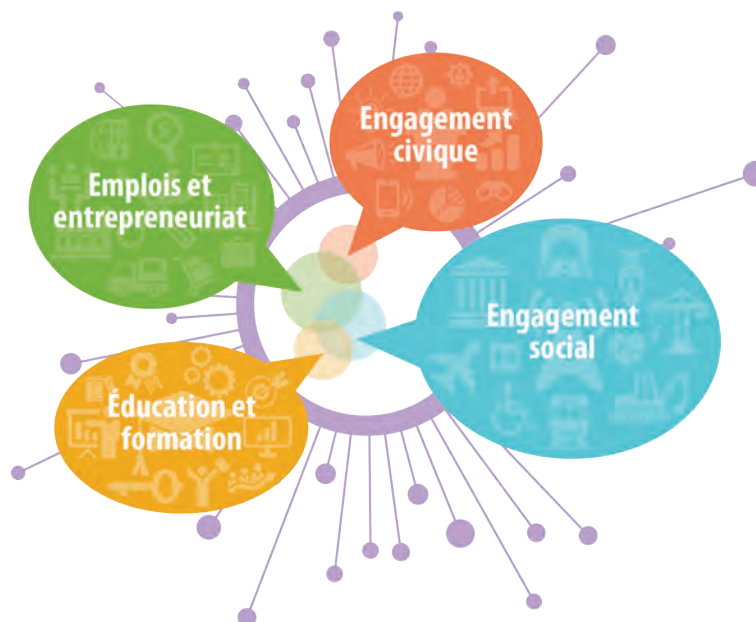 Engagement
civique
Emplois et
entrepreneuriat
Engagement
social
Éducation et
formation